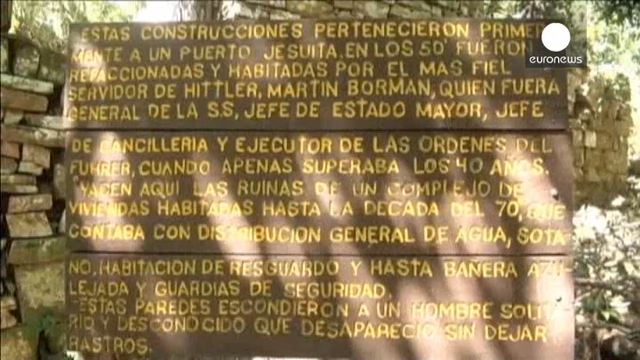 euronews
ESTAS CONSTRUCCIONES PERTENECIERON PRIMERA
MENTE A UN PUERTO JESUITA. EN LOS 50' FUERON
REFACCIONADAS Y HABITADAS POR EL MAS FIEL
SERVIDOR DE HITTLER, MARTIN BORMAN, QUIEN FUERA
GENERAL DE LA S.S, JEFE DE ESTADO MAYOR, JEFE
DE CANCILLERIA Y EJECUTOR DE LAS ORDENES DEL
FUHRER, CUANDO APENAS SUPERABA LOS 40 AÑOS.
YACEN AQUI LAS RUINAS DE UN COMPLEJO DE
VIVIENDAS HABITADAS HASTA LA DECADA DEL 70, QUE
CONTABA CON DISTRIBUCION GENERAL DE AGUA, SOTA
NO, HABITACION DE RESGUARDO Y HASTA BAÑERA AZU
LEJADA Y GUARDIAS DE SEGURIDAD.
ESTAS PAREDES ESCONDIERON A UN HOMBRE SOLITA
RIO Y DESCONOCIDO QUE DESAPARECIO SIN DEJAR
RASTROS.